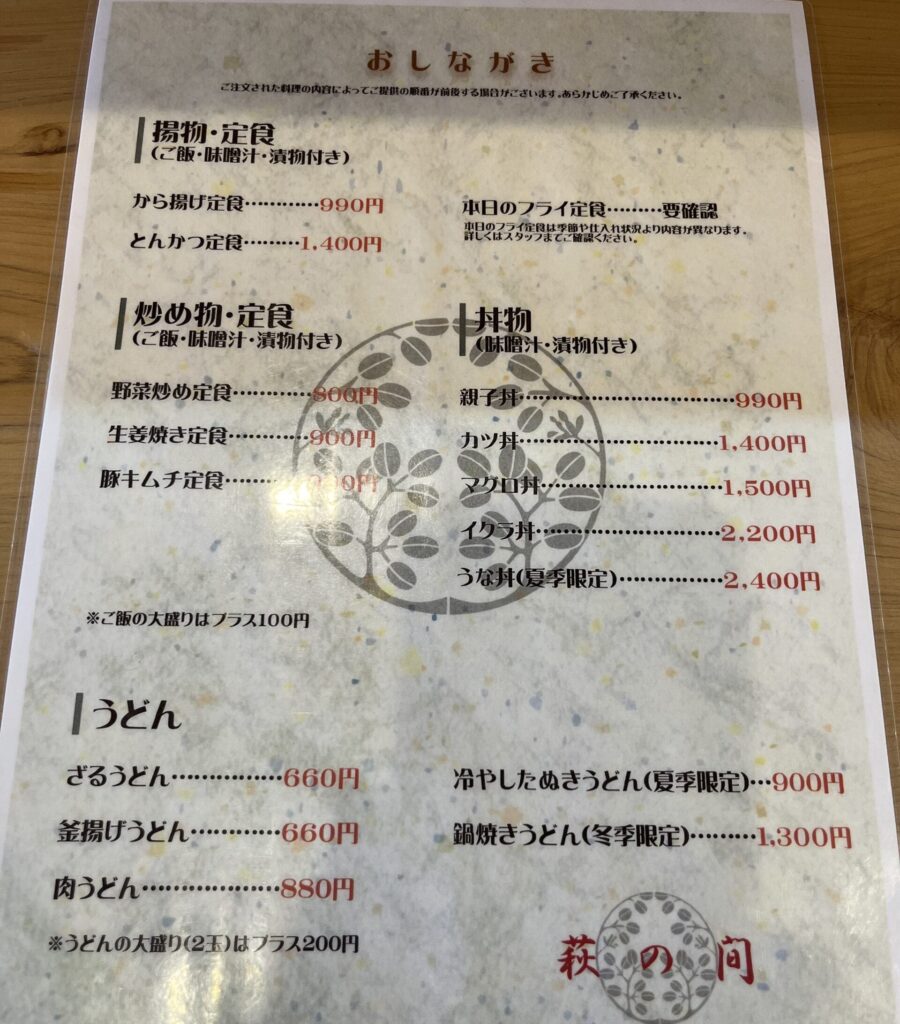 おしながき
ご注文された料理の内容によってご提供の順番が前後する場合がございます。あらかじめご了承ください。
揚物・定食
(ご飯・味噌汁・漬物付き)
から揚げ定食…………990円
とんかつ定食………1,400円
本日のフライ定食………要確認
本日のフライ定食は季節や仕入れ状況より内容が異なります。
詳しくはスタッフまでご確認ください。
炒め物・定食
(ご飯・味噌汁・漬物付き)
野菜炒め定食…………800円
生姜焼き定食…………900円
豚キムチ定食……
丼物
(味噌汁・漬物付き)
親子丼………………………………990円
カツ丼……………………………1,400円
マグロ丼…………………………1,500円
イクラ丼…………………………2,200円
うな丼(夏季限定)……………2,400円
※ご飯の大盛りはプラス100円
うどん
ざるうどん……………660円
釜揚げうどん…………660円
肉うどん………………880円
※うどんの大盛り(2玉)はプラス200円
冷やしたぬきうどん(夏季限定)…900円
鍋焼きうどん(冬季限定)………1,300円
萩の間